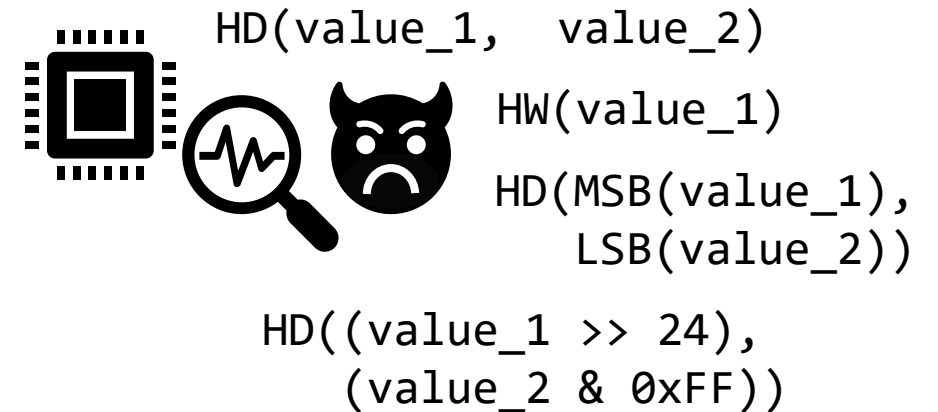 HD(value_1,  value_2)
HW(value_1)
HD(MSB(value_1),
LSB(value_2))
HD((value_1 >> 24),
(value_2 & 0xFF))